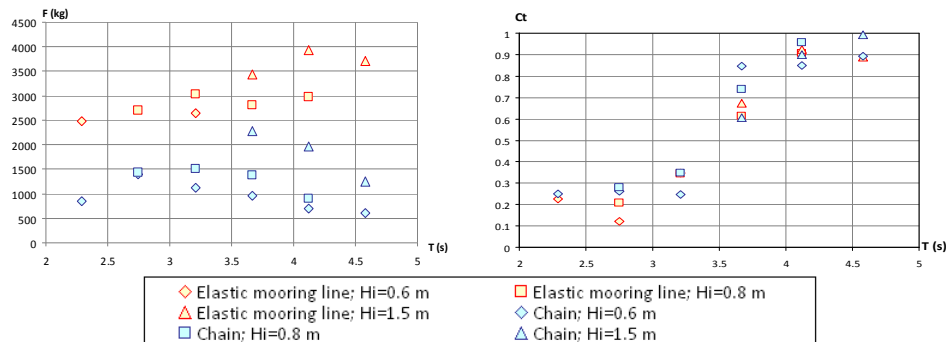 F (kg)
4500
4000
3500
3000
2500
2000
1500
1000
500
0
2 2.5 3 3.5 4 4.5 5
T (s)
Ct
1
0.9
0.8
0.7
0.6
0.5
0.4
0.3
0.2
0.1
0
2 2.5 3 3.5 4 4.5 5
T (s)
Elastic mooring line; Hi=0.6 m
Elastic mooring line; Hi=0.8 m
Elastic mooring line; Hi=1.5 m
Chain; Hi=0.6 m
Chain; Hi=0.8 m
Chain; Hi=1.5 m